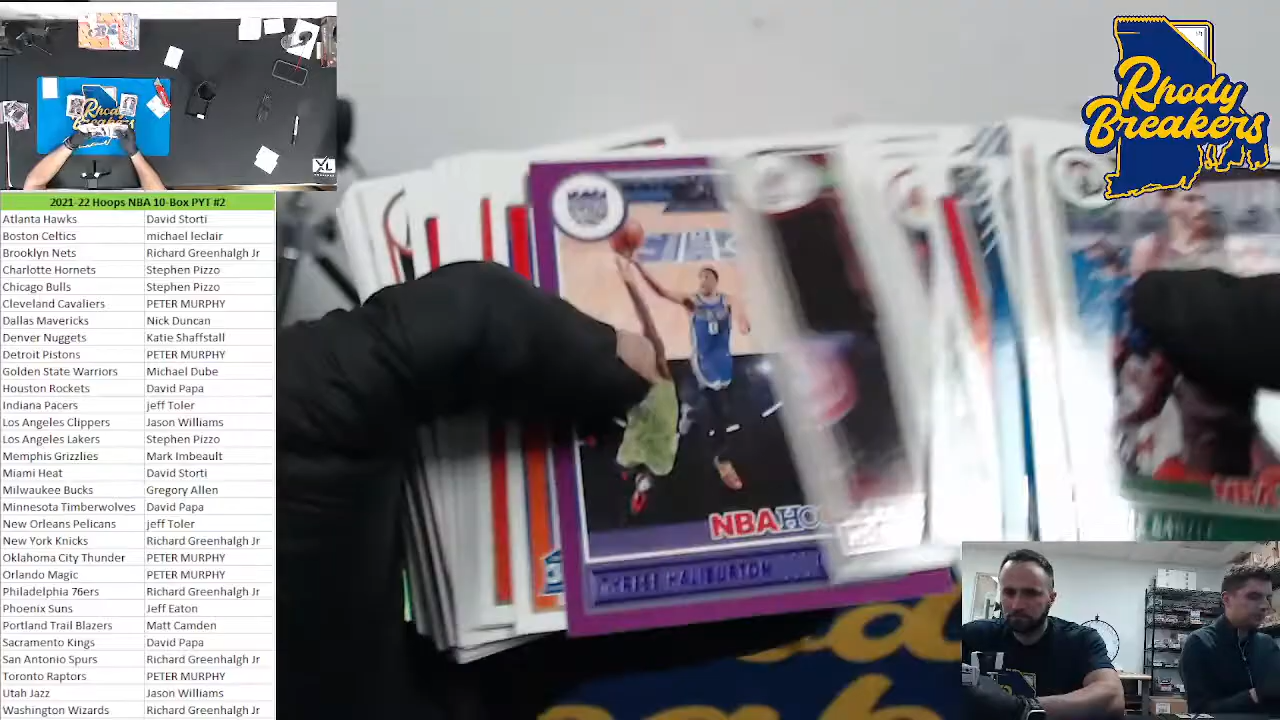 Rhody
Breakers
XL
2021-22 Hoops NBA 10-Box PYT #2
Atlanta Hawks David Storti
Boston Celtics michael leclair
Brooklyn Nets Richard Greenhalgh Jr
Charlotte Hornets Stephen Pizzo
Chicago Bulls Stephen Pizzo
Cleveland Cavaliers PETER MURPHY
Dallas Mavericks Nick Duncan
Denver Nuggets Katie Shaffstall
Detroit Pistons PETER MURPHY
Golden State Warriors Michael Dube
Houston Rockets David Papa
Indiana Pacers jeff Toler
Los Angeles Clippers Jason Williams
Los Angeles Lakers Stephen Pizzo
Memphis Grizzlies Mark Imbeault
Miami Heat David Storti
Milwaukee Bucks Gregory Allen
Minnesota Timberwolves David Papa
New Orleans Pelicans jeff Toler
New York Knicks Richard Greenhalgh Jr
Oklahoma City Thunder PETER MURPHY
Orlando Magic PETER MURPHY
Philadelphia 76ers Richard Greenhalgh Jr
Phoenix Suns Jeff Eaton
Portland Trail Blazers Matt Camden
Sacramento Kings David Papa
San Antonio Spurs Richard Greenhalgh Jr
Toronto Raptors PETER MURPHY
Utah Jazz Jason Williams
Washington Wizards Richard Greenhalgh Jr
NBA HO
TYRESE HALIBURTON
Rhody
Breakers